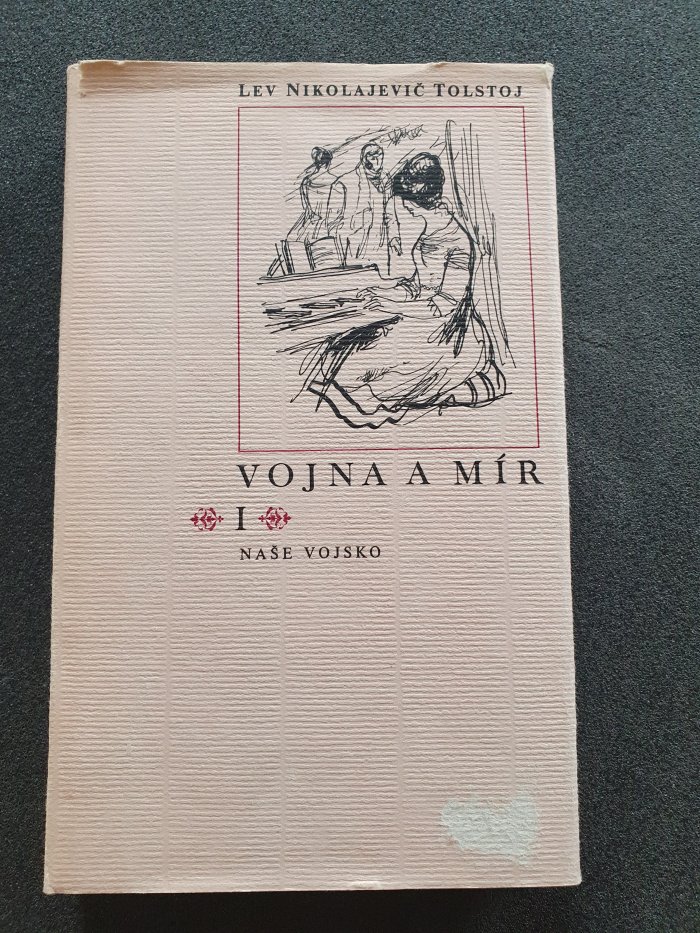 LEV NIKOLAJEVIČ TOLSTOJ
VOJNA A MÍR
I
NAŠE VOJSKO